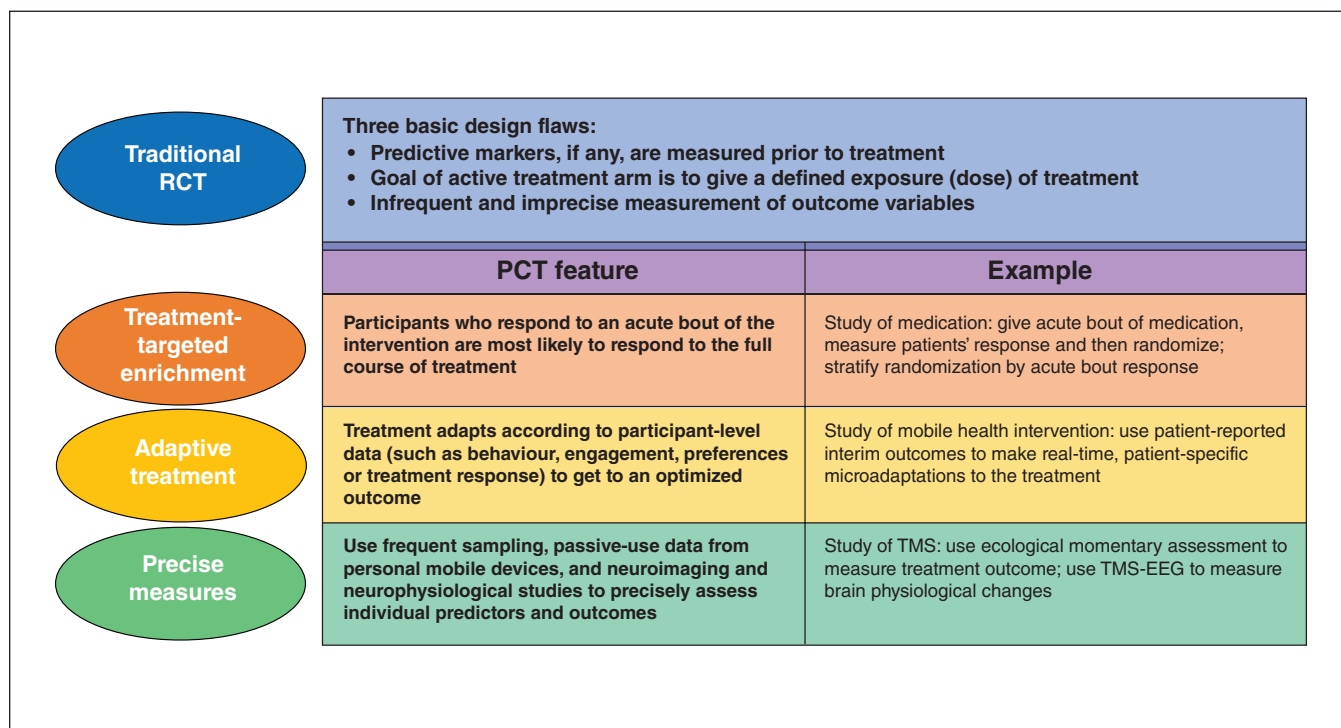 Traditional
RCT
Three basic design flaws:
• Predictive markers, if any, are measured prior to treatment
• Goal of active treatment arm is to give a defined exposure (dose) of treatment
• Infrequent and imprecise measurement of outcome variables
PCT feature
Example
Treatment-
targeted
enrichment
Participants who respond to an acute bout of the
intervention are most likely to respond to the full
course of treatment
Study of medication: give acute bout of medication,
measure patients’ response and then randomize;
stratify randomization by acute bout response
Adaptive
treatment
Treatment adapts according to participant-level
data (such as behaviour, engagement, preferences
or treatment response) to get to an optimized
outcome
Study of mobile health intervention: use patient-reported
interim outcomes to make real-time, patient-specific
microadaptations to the treatment
Precise
measures
Use frequent sampling, passive-use data from
personal mobile devices, and neuroimaging and
neurophysiological studies to precisely assess
individual predictors and outcomes
Study of TMS: use ecological momentary assessment to
measure treatment outcome; use TMS-EEG to measure
brain physiological changes